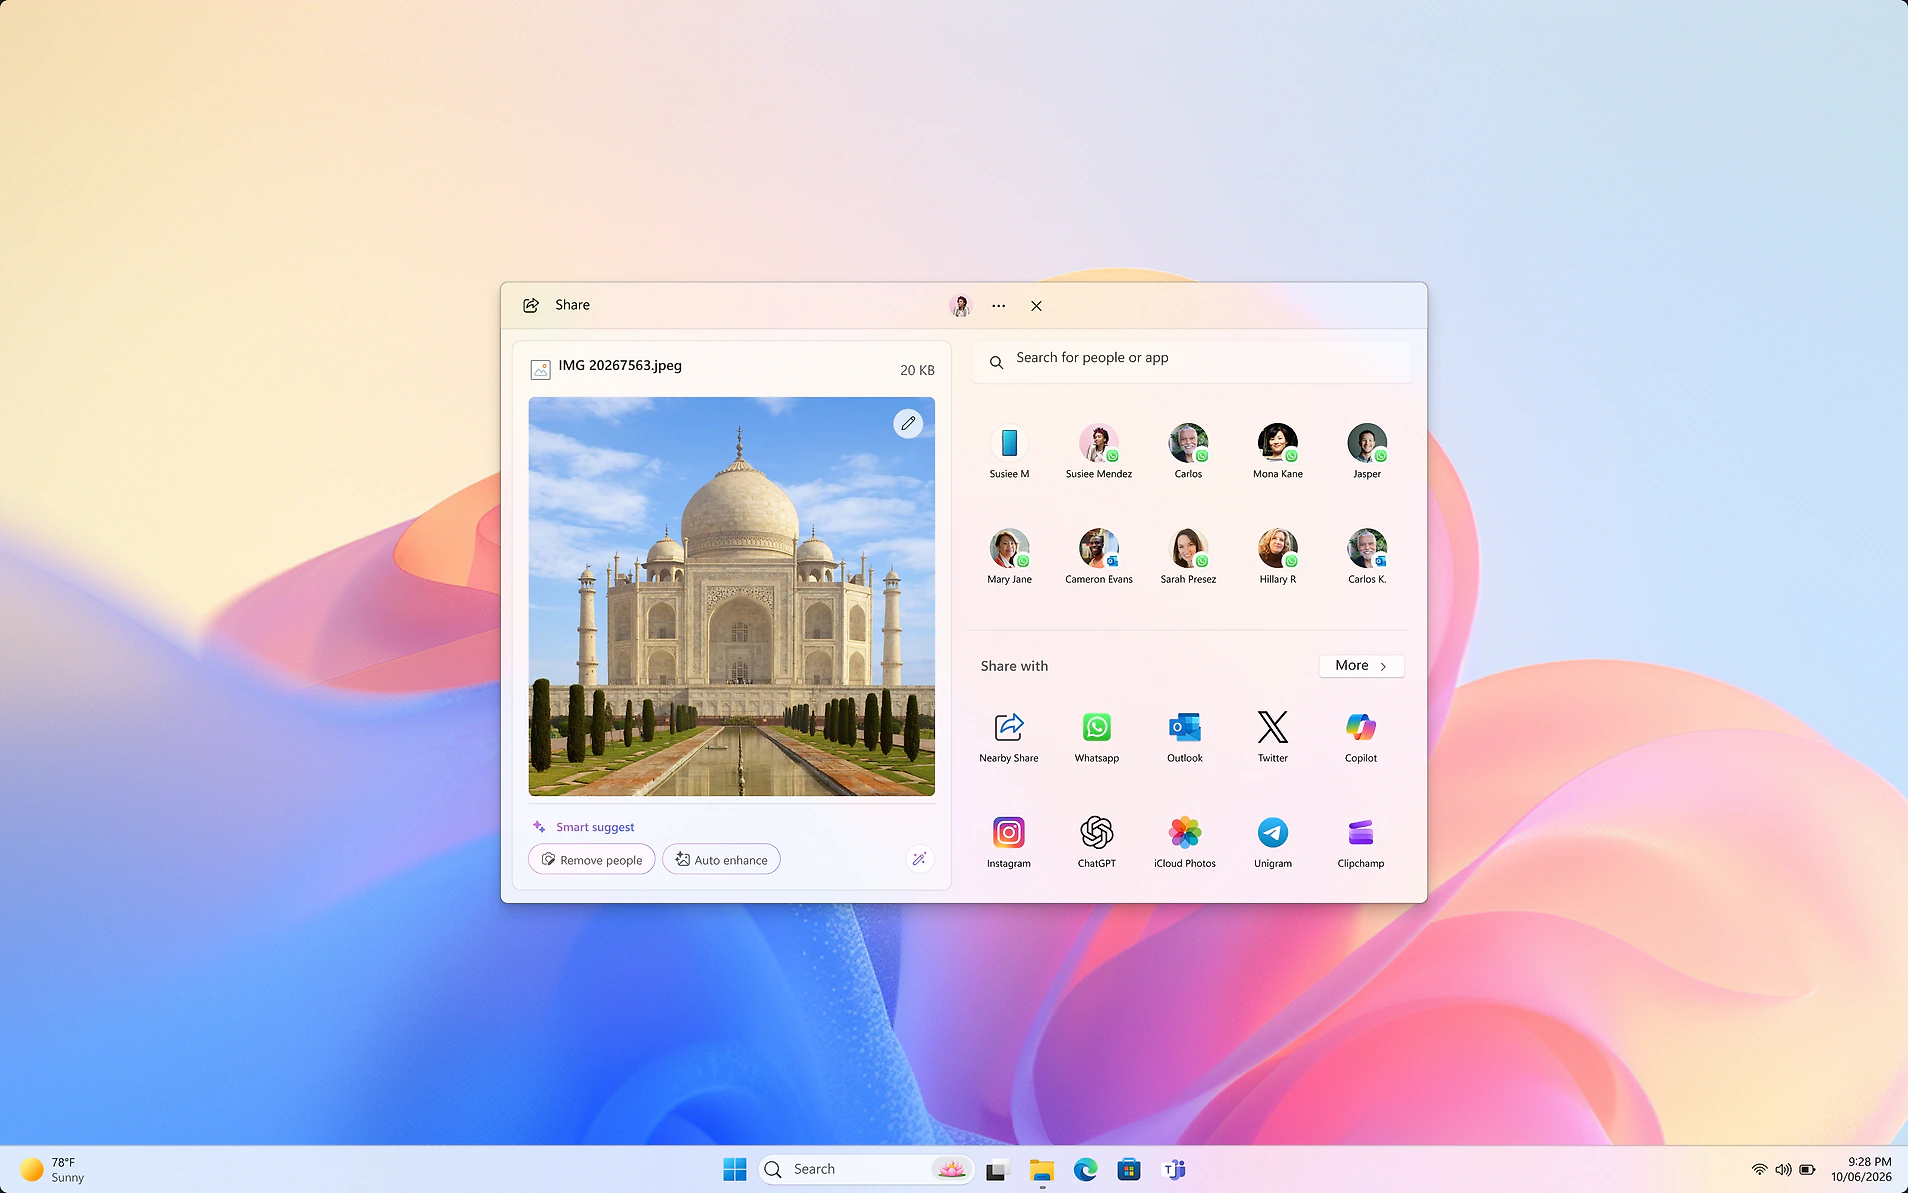 Share
IMG 20267563.jpeg
20 KB
Smart suggest
Remove people
Auto enhance
Search for people or app
Susiee M
Susiee Mendez
Carlos
Mona Kane
Jasper
Mary Jane
Cameron Evans
Sarah Presez
Hillary R
Carlos K.
Share with
More
Nearby Share
Whatsapp
Outlook
Twitter
Copilot
Instagram
ChatGPT
iCloud Photos
Unigram
Clipchamp
78°F
Sunny
Search
9:28 PM
10/06/2026